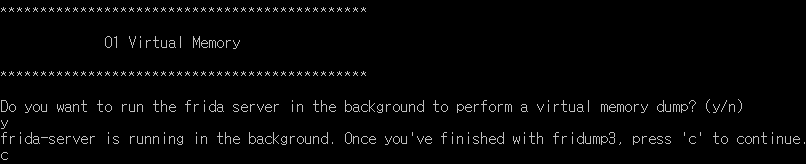 **********************************************
01 Virtual Memory
**********************************************
Do you want to run the frida server in the background to perform a virtual memory dump? (y/n)
y
frida-server is running in the background. Once you've finished with fridump3, press 'c' to continue.
c